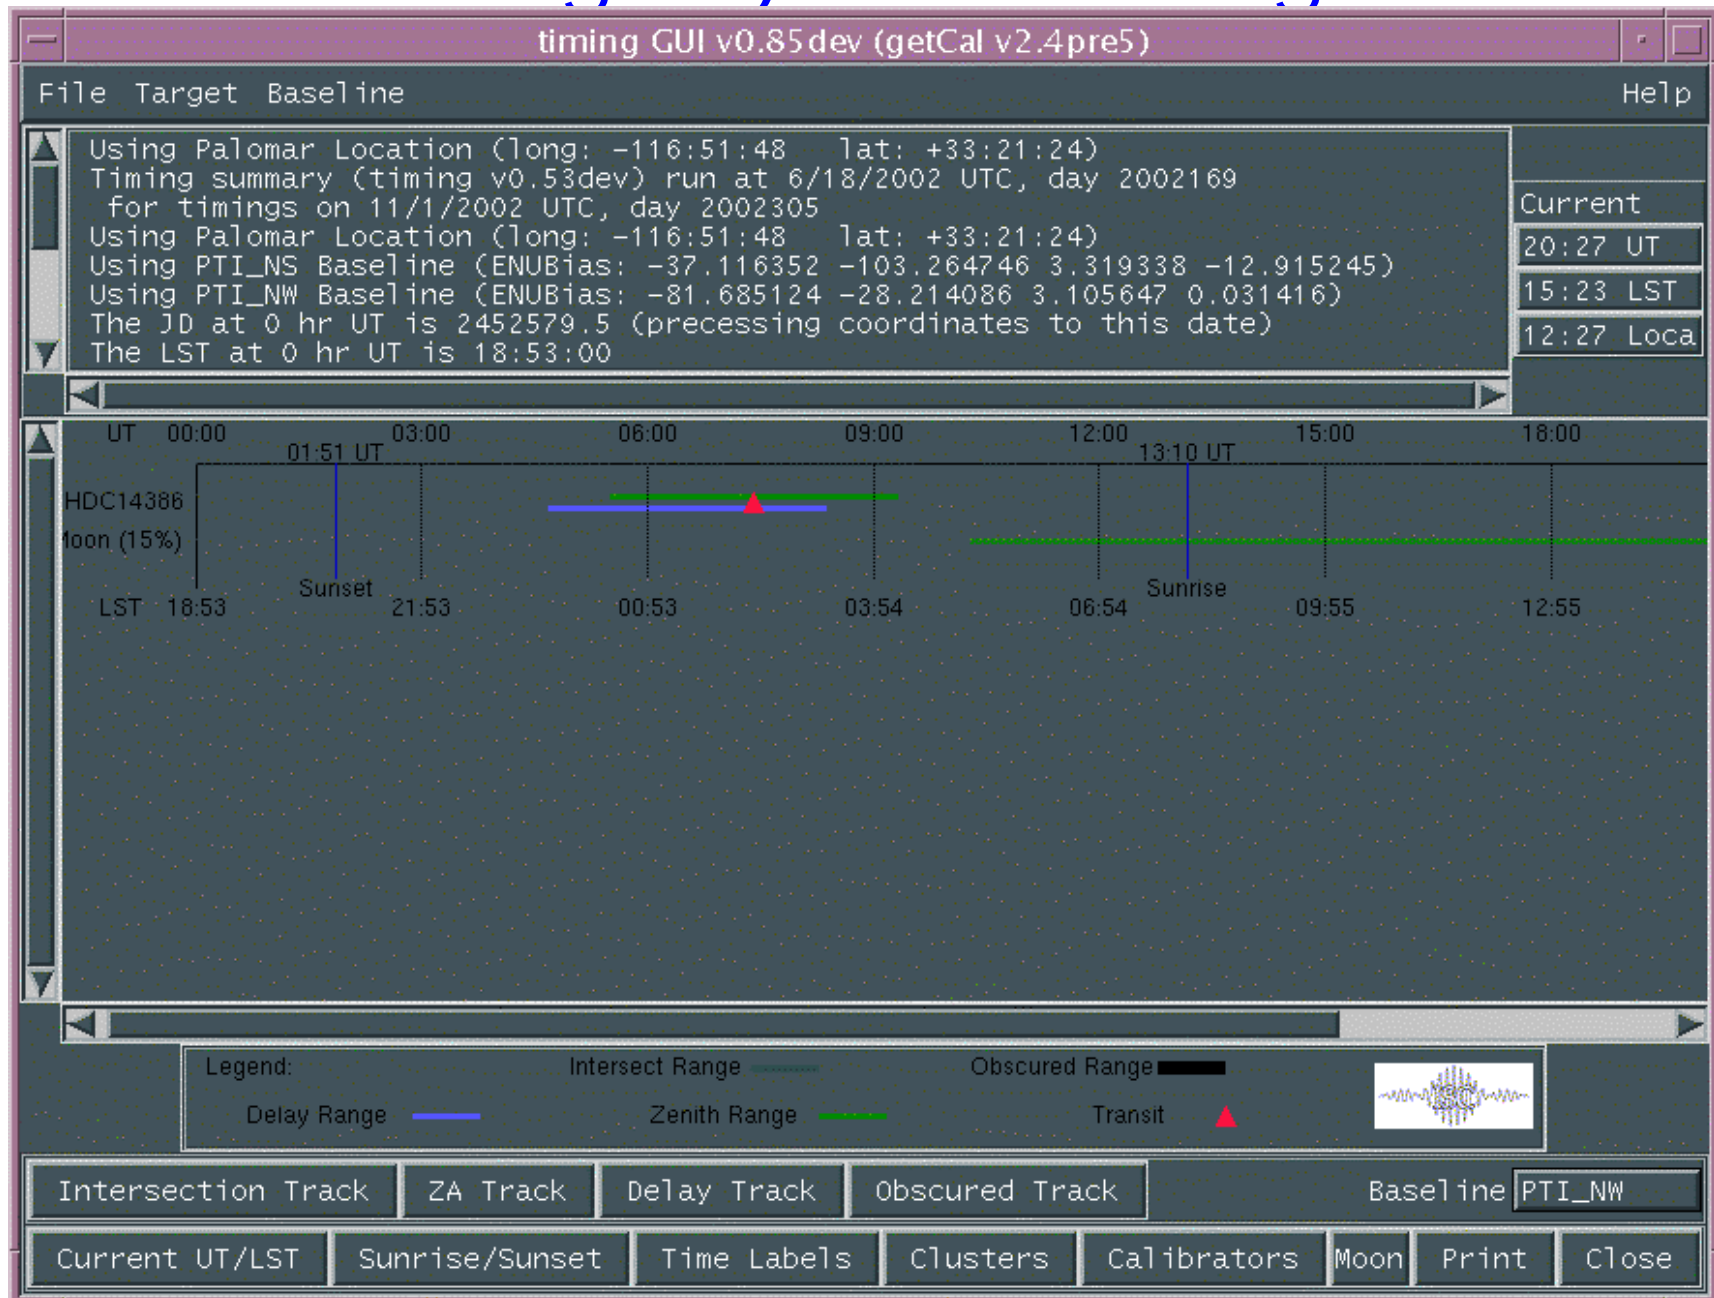 timing GUI v0.85dev (getCal v2.4pre5)
File Target Baseline Help
Using Palomar Location (long: -116:51:48 lat: +33:21:24)
Timing summary (timing v0.53dev) run at 6/18/2002 UTC, day 2002169
for timings on 11/1/2002 UTC, day 2002305
Using Palomar Location (long: -116:51:48 lat: +33:21:24)
Using PTI_NS Baseline (ENUBias: -37.116352 -103.264746 3.319338 -12.915245)
Using PTI_NW Baseline (ENUBias: -81.685124 -28.214086 3.105647 0.031416)
The JD at 0 hr UT is 2452579.5 (precessing coordinates to this date)
The LST at 0 hr UT is 18:53:00
Current
20:27 UT
15:23 LST
12:27 Loca
UT 00:00 03:00 06:00 09:00 12:00 15:00 18:00
01:51 UT 13:10 UT
HDC14386
Moon (15%)
Sunset Sunrise
LST 18:53 21:53 00:53 03:54 06:54 09:55 12:55
Legend: Intersect Range Obscured Range
Delay Range Zenith Range Transit
ISC
Intersection Track ZA Track Delay Track Obscured Track Baseline PTI_NW
Current UT/LST Sunrise/Sunset Time Labels Clusters Calibrators Moon Print Close